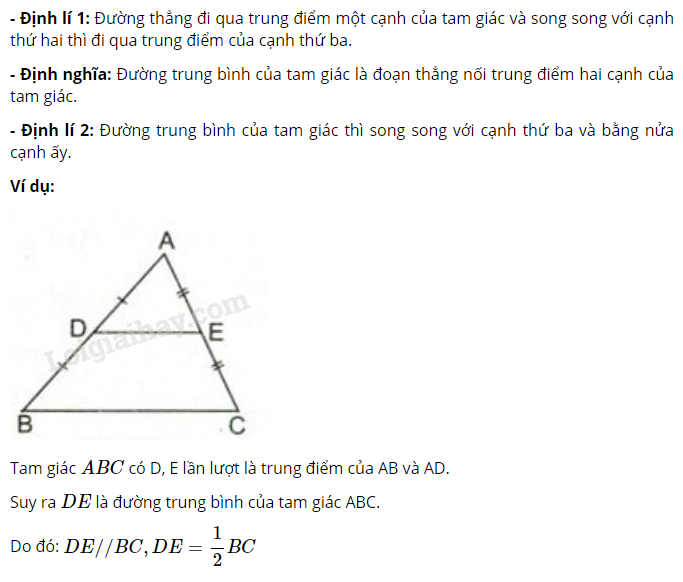 - Định lí 1: Đường thẳng đi qua trung điểm một cạnh của tam giác và song song với cạnh
thứ hai thì đi qua trung điểm của cạnh thứ ba.
- Định nghĩa: Đường trung bình của tam giác là đoạn thẳng nối trung điểm hai cạnh của
tam giác.
- Định lí 2: Đường trung bình của tam giác thì song song với cạnh thứ ba và bằng nửa
cạnh ấy.
Ví dụ:
A
D
E
Loigiaihay.com
B
C
Tam giác ABC có D, E lần lượt là trung điểm của AB và AD.
Suy ra DE là đường trung bình của tam giác ABC.
Do đó: DE//BC, DE = 1/2 BC